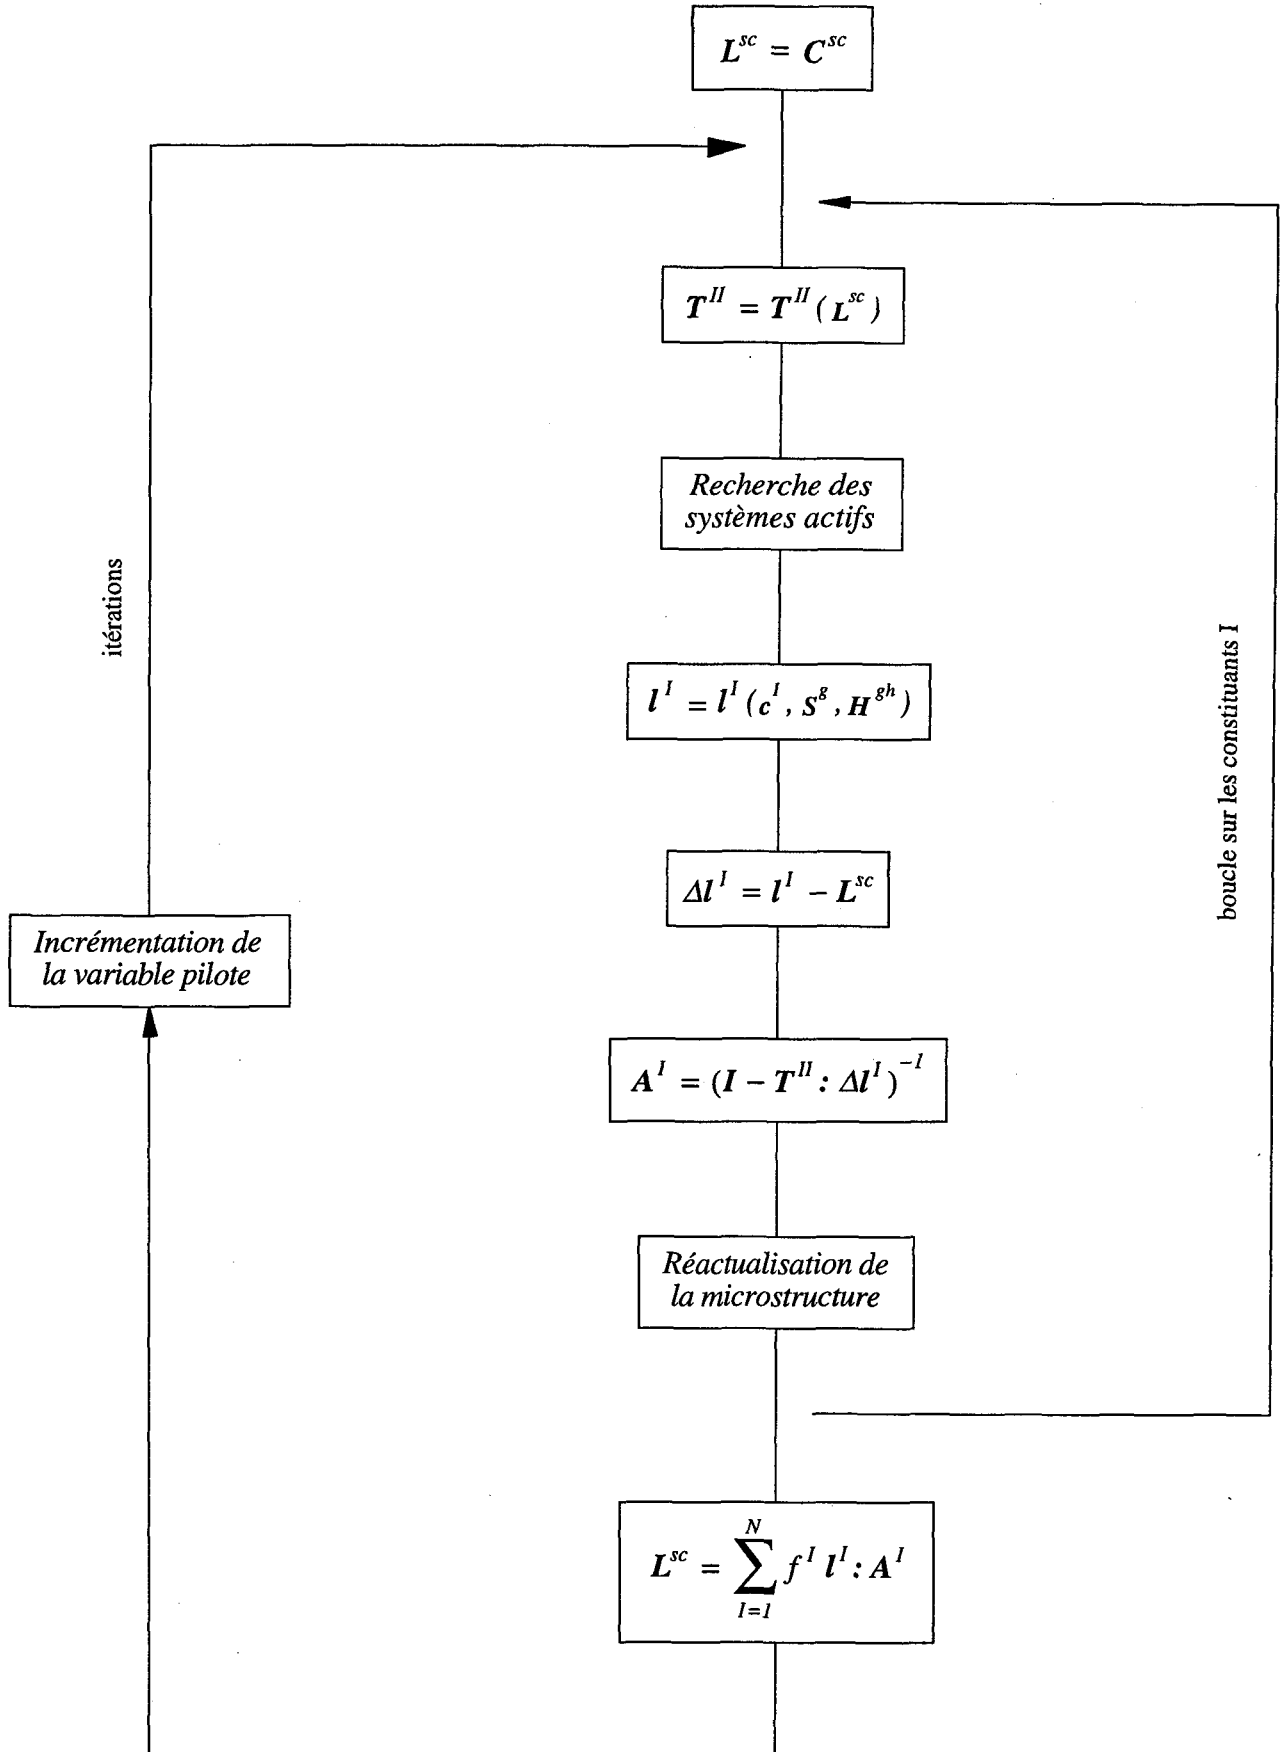 L^sc = C^sc
T^II = T^II ( L^sc )
Recherche des
systèmes actifs
itérations
l^I = l^I ( c^I , S^g , H^gh )
boucle sur les constituants I
Δl^I = l^I − L^sc
Incrémentation de
la variable pilote
A^I = (I − T^II : Δl^I )^−1
Réactualisation de
la microstructure
L^sc = ∑_{I=1}^{N} f^I l^I : A^I